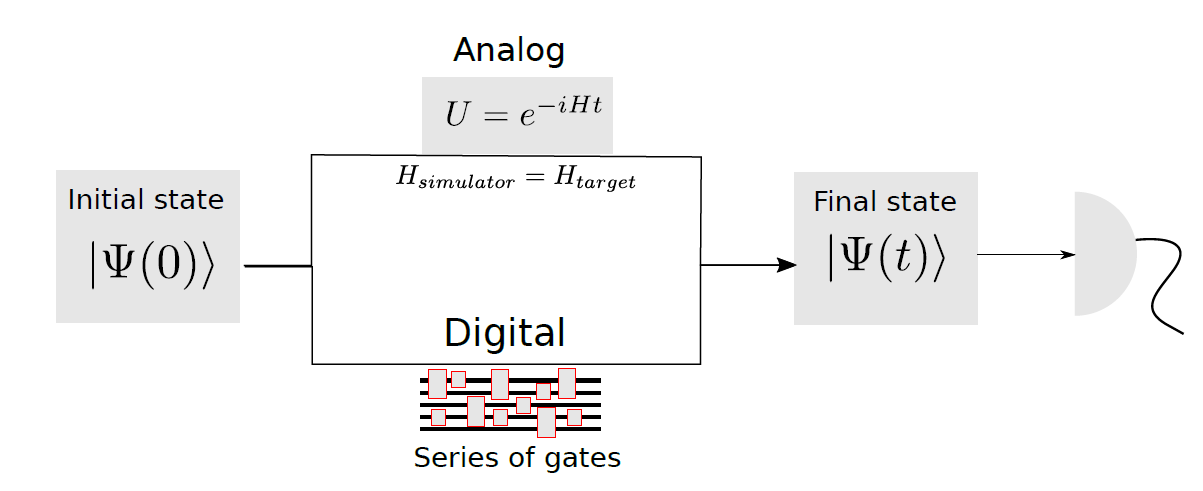 Analog
U = e^{-iHt}
H_{simulator} = H_{target}
Initial state
|Ψ(0)⟩
Final state
|Ψ(t)⟩
Digital
Series of gates